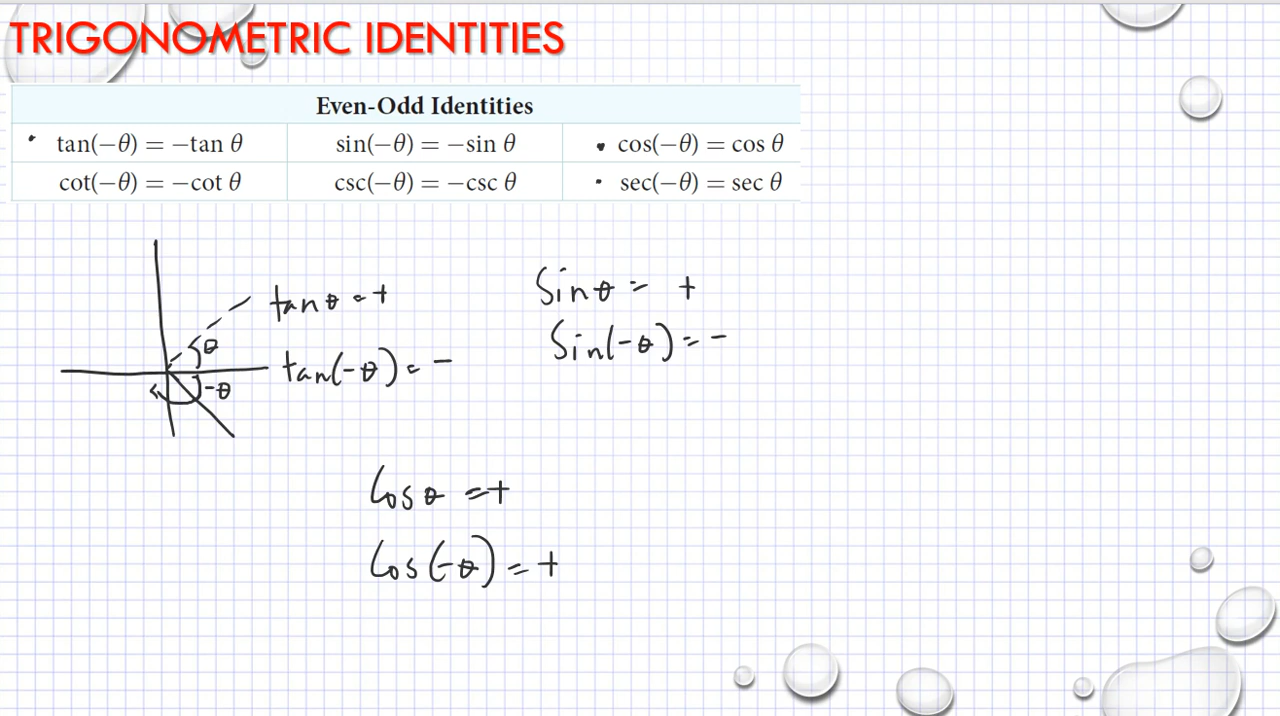 TRIGONOMETRIC IDENTITIES
Even-Odd Identities
tan(−θ) = −tan θ sin(−θ) = −sin θ cos(−θ) = cos θ
cot(−θ) = −cot θ csc(−θ) = −csc θ sec(−θ) = sec θ
tanθ = +
Sinθ = +
θ
Sin(-θ) = -
tan(-θ) = -
-θ
Cosθ = +
Cos(-θ) = +